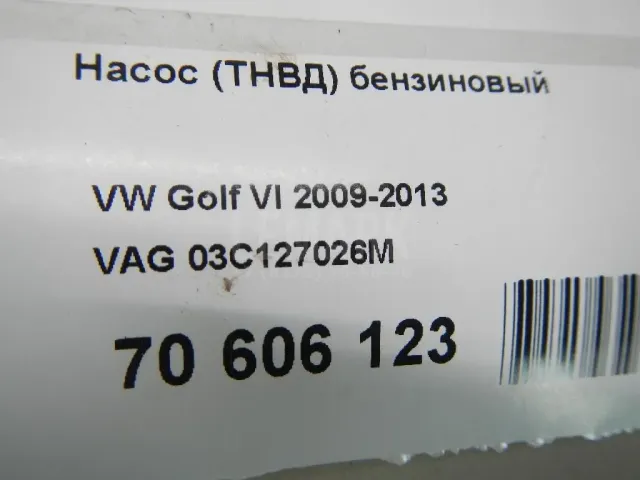 Насос (ТНВД) бензиновый
VW Golf VI 2009-2013
VAG 03C127026M
70 606 123